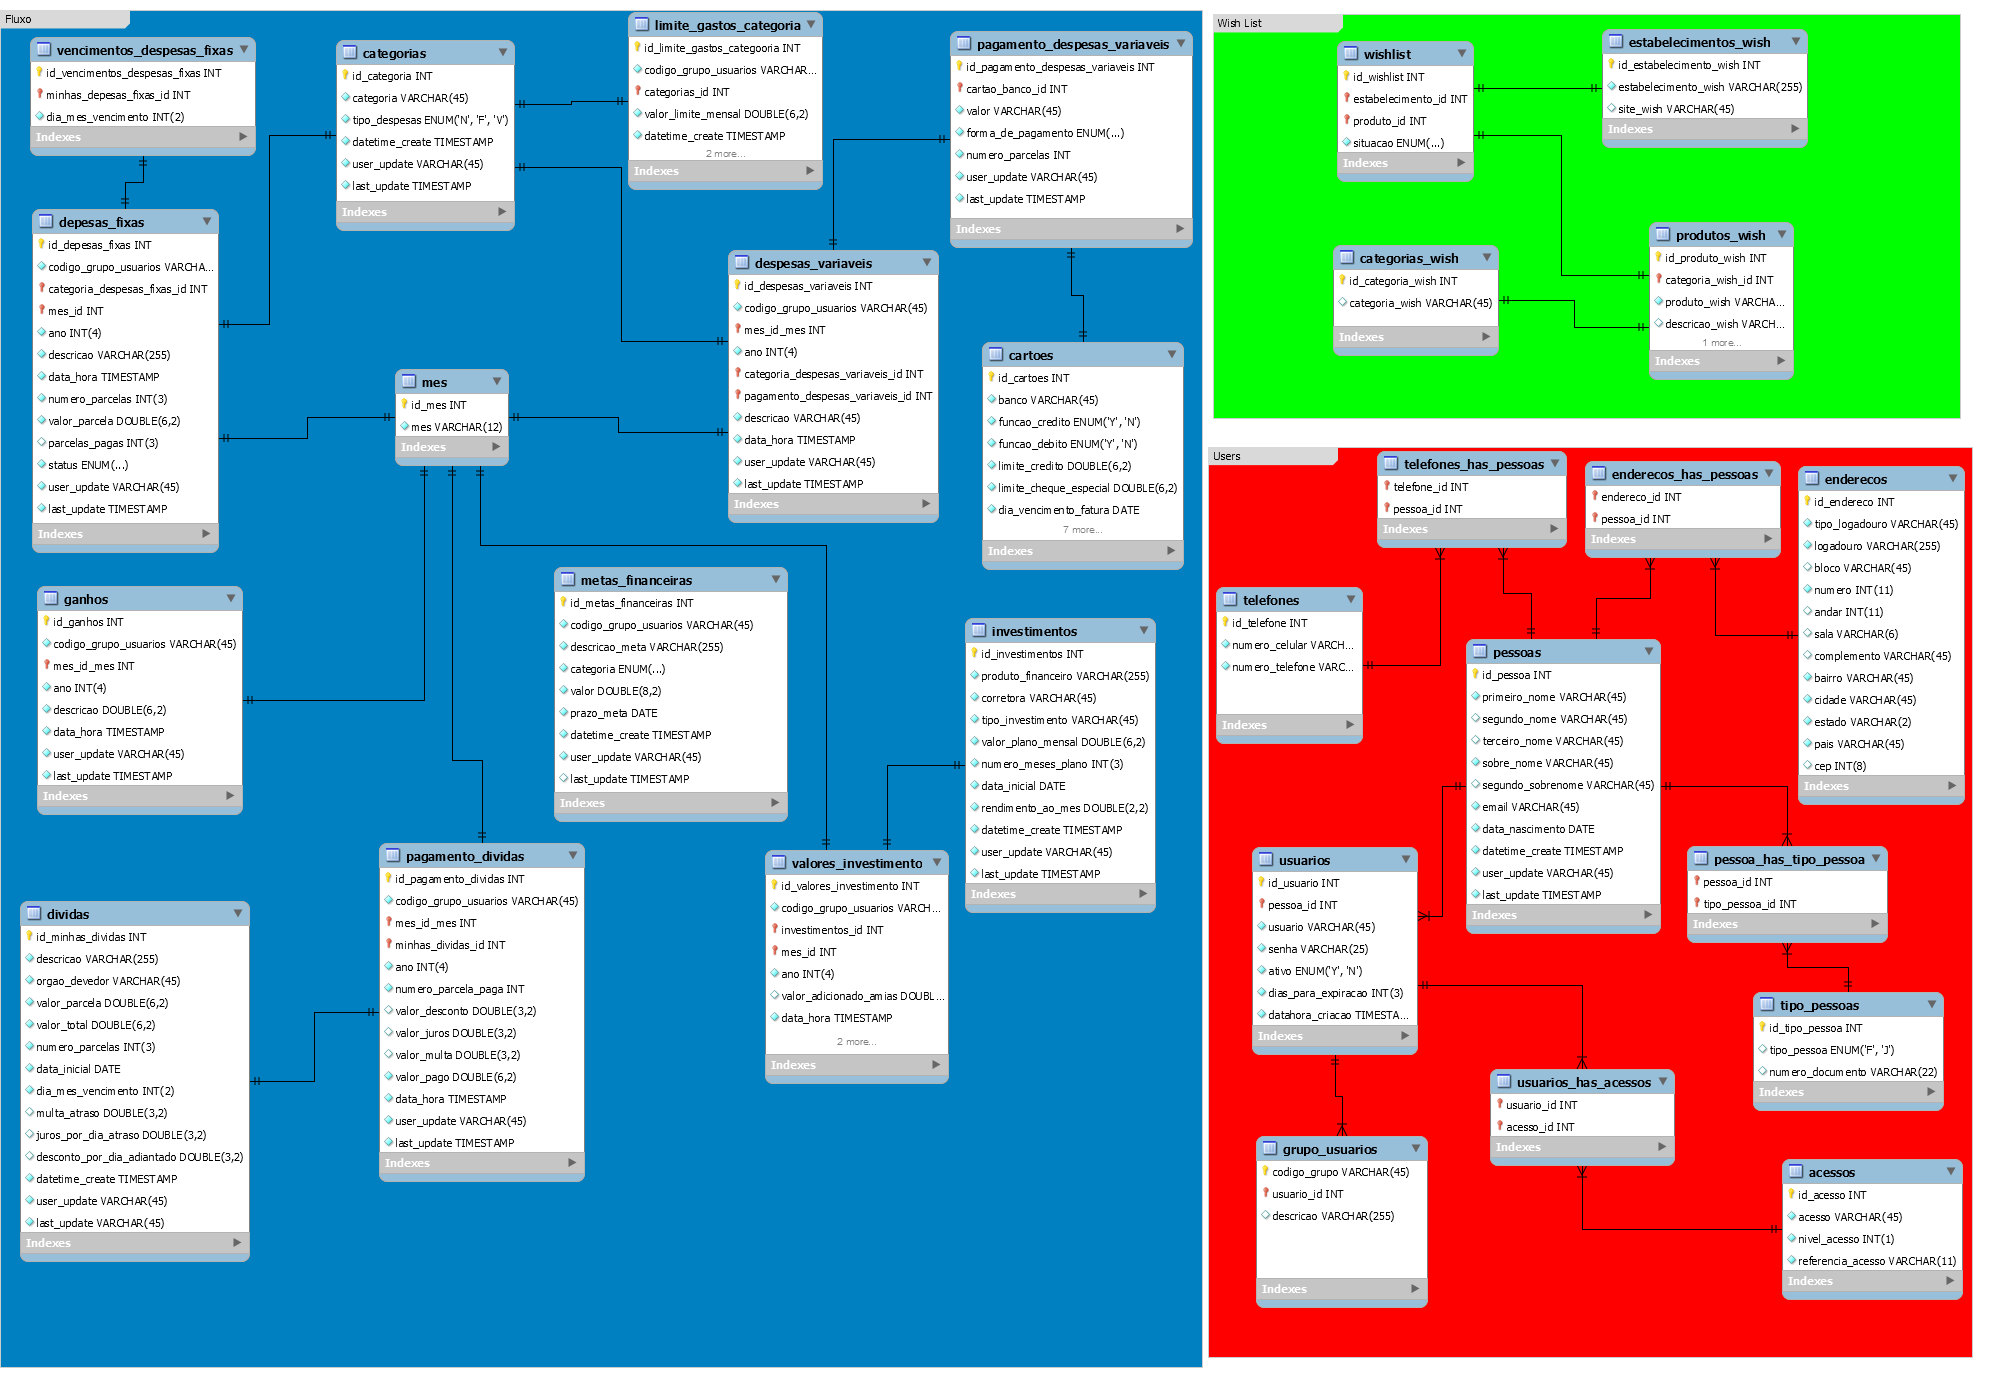 Fluxo
vencimentos_despesas_fixas
id_vencimentos_despesas_fixas INT
minhas_depesas_fixas_id INT
dia_mes_vencimento INT(2)
Indexes
categorias
id_categoria INT
categoria VARCHAR(45)
tipo_despesas ENUM('N', 'F', 'V')
datetime_create TIMESTAMP
user_update VARCHAR(45)
last_update TIMESTAMP
Indexes
limite_gastos_categoria
id_limite_gastos_categooria INT
codigo_grupo_usuarios VARCHAR...
categorias_id INT
valor_limite_mensal DOUBLE(6,2)
datetime_create TIMESTAMP
2 more...
Indexes
pagamento_despesas_variaveis
id_pagamento_despesas_variaveis INT
cartao_banco_id INT
valor VARCHAR(45)
forma_de_pagamento ENUM(...)
numero_parcelas INT
user_update VARCHAR(45)
last_update TIMESTAMP
Indexes
depesas_fixas
id_depesas_fixas INT
codigo_grupo_usuarios VARCHA...
categoria_despesas_fixas_id INT
mes_id INT
ano INT(4)
descricao VARCHAR(255)
data_hora TIMESTAMP
numero_parcelas INT(3)
valor_parcela DOUBLE(6,2)
parcelas_pagas INT(3)
status ENUM(...)
user_update VARCHAR(45)
last_update TIMESTAMP
Indexes
despesas_variaveis
id_despesas_variaveis INT
codigo_grupo_usuarios VARCHAR(45)
mes_id_mes INT
ano INT(4)
categoria_despesas_variaveis_id INT
pagamento_despesas_variaveis_id INT
descricao VARCHAR(45)
data_hora TIMESTAMP
user_update VARCHAR(45)
last_update TIMESTAMP
Indexes
mes
id_mes INT
mes VARCHAR(12)
Indexes
cartoes
id_cartoes INT
banco VARCHAR(45)
funcao_credito ENUM('Y', 'N')
funcao_debito ENUM('Y', 'N')
limite_credito DOUBLE(6,2)
limite_cheque_especial DOUBLE(6,2)
dia_vencimento_fatura DATE
7 more...
Indexes
ganhos
id_ganhos INT
codigo_grupo_usuarios VARCHAR(45)
mes_id_mes INT
ano INT(4)
descricao DOUBLE(6,2)
data_hora TIMESTAMP
user_update VARCHAR(45)
last_update TIMESTAMP
Indexes
metas_financeiras
id_metas_financeiras INT
codigo_grupo_usuarios VARCHAR(45)
descricao_meta VARCHAR(255)
categoria ENUM(...)
valor DOUBLE(8,2)
prazo_meta DATE
datetime_create TIMESTAMP
user_update VARCHAR(45)
last_update TIMESTAMP
Indexes
investimentos
id_investimentos INT
produto_financeiro VARCHAR(255)
corretora VARCHAR(45)
tipo_investimento VARCHAR(45)
valor_plano_mensal DOUBLE(6,2)
numero_meses_plano INT(3)
data_inicial DATE
rendimento_ao_mes DOUBLE(2,2)
datetime_create TIMESTAMP
user_update VARCHAR(45)
last_update TIMESTAMP
Indexes
dividas
id_minhas_dividas INT
descricao VARCHAR(255)
orgao_devedor VARCHAR(45)
valor_parcela DOUBLE(6,2)
valor_total DOUBLE(6,2)
numero_parcelas INT(3)
data_inicial DATE
dia_mes_vencimento INT(2)
multa_atraso DOUBLE(3,2)
juros_por_dia_atraso DOUBLE(3,2)
desconto_por_dia_adiantado DOUBLE(3,2)
datetime_create TIMESTAMP
user_update VARCHAR(45)
last_update VARCHAR(45)
Indexes
pagamento_dividas
id_pagamento_dividas INT
codigo_grupo_usuarios VARCHAR(45)
mes_id_mes INT
minhas_dividas_id INT
ano INT(4)
numero_parcela_paga INT
valor_desconto DOUBLE(3,2)
valor_juros DOUBLE(3,2)
valor_multa DOUBLE(3,2)
valor_pago DOUBLE(6,2)
data_hora TIMESTAMP
user_update VARCHAR(45)
last_update TIMESTAMP
Indexes
valores_investimento
id_valores_investimento INT
codigo_grupo_usuarios VARCH...
investimentos_id INT
mes_id INT
ano INT(4)
valor_adicionado_amias DOUBL...
data_hora TIMESTAMP
2 more...
Indexes
Wish List
wishlist
id_wishlist INT
estabelecimento_id INT
produto_id INT
situacao ENUM(...)
Indexes
estabelecimentos_wish
id_estabelecimento_wish INT
estabelecimento_wish VARCHAR(255)
site_wish VARCHAR(45)
Indexes
categorias_wish
id_categoria_wish INT
categoria_wish VARCHAR(45)
Indexes
produtos_wish
id_produto_wish INT
categoria_wish_id INT
produto_wish VARCHA...
descricao_wish VARCH...
1 more...
Indexes
Users
telefones_has_pessoas
telefone_id INT
pessoa_id INT
Indexes
enderecos_has_pessoas
endereco_id INT
pessoa_id INT
Indexes
enderecos
id_endereco INT
tipo_logadouro VARCHAR(45)
logadouro VARCHAR(255)
bloco VARCHAR(45)
numero INT(11)
andar INT(11)
sala VARCHAR(6)
complemento VARCHAR(45)
bairro VARCHAR(45)
cidade VARCHAR(45)
estado VARCHAR(2)
pais VARCHAR(45)
cep INT(8)
Indexes
telefones
id_telefone INT
numero_celular VARCH...
numero_telefone VARC...
Indexes
pessoas
id_pessoa INT
primeiro_nome VARCHAR(45)
segundo_nome VARCHAR(45)
terceiro_nome VARCHAR(45)
sobre_nome VARCHAR(45)
segundo_sobrenome VARCHAR(45)
email VARCHAR(45)
data_nascimento DATE
datetime_create TIMESTAMP
user_update VARCHAR(45)
last_update TIMESTAMP
Indexes
usuarios
id_usuario INT
pessoa_id INT
usuario VARCHAR(45)
senha VARCHAR(25)
ativo ENUM('Y', 'N')
dias_para_expiracao INT(3)
datahora_criacao TIMESTA...
Indexes
pessoa_has_tipo_pessoa
pessoa_id INT
tipo_pessoa_id INT
Indexes
tipo_pessoas
id_tipo_pessoa INT
tipo_pessoa ENUM('F', 'J')
numero_documento VARCHAR(22)
Indexes
usuarios_has_acessos
usuario_id INT
acesso_id INT
Indexes
grupo_usuarios
codigo_grupo VARCHAR(45)
usuario_id INT
descricao VARCHAR(255)
Indexes
acessos
id_acesso INT
acesso VARCHAR(45)
nivel_acesso INT(1)
referencia_acesso VARCHAR(11)
Indexes